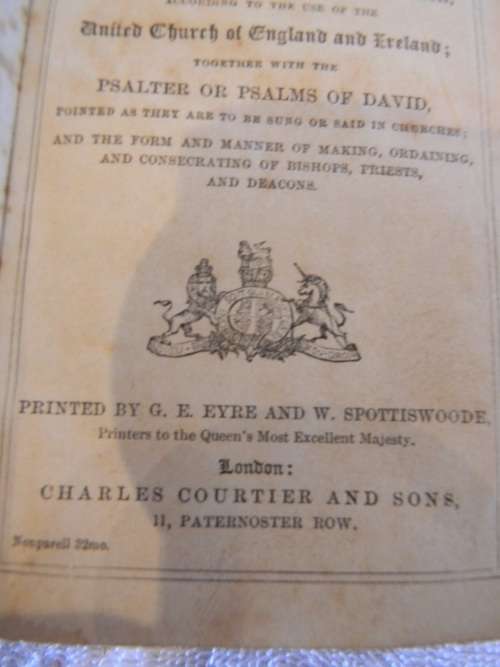 ACCORDING TO THE USE OF THE
United Church of England and Ireland;
TOGETHER WITH THE
PSALTER OR PSALMS OF DAVID,
POINTED AS THEY ARE TO BE SUNG OR SAID IN CHURCHES;
AND THE FORM AND MANNER OF MAKING, ORDAINING,
AND CONSECRATING OF BISHOPS, PRIESTS,
AND DEACONS.
PRINTED BY G. E. EYRE AND W. SPOTTISWOODE,
Printers to the Queen's Most Excellent Majesty.
London:
CHARLES COURTIER AND SONS,
11, PATERNOSTER ROW.
Nonpareil 32mo.